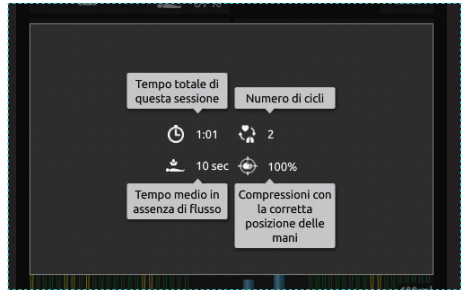 Tempo totale di
questa sessione
Numero di cicli
1:01
2
10 sec
100%
Tempo medio in
assenza di flusso
Compressioni con
la corretta
posizione delle
mani